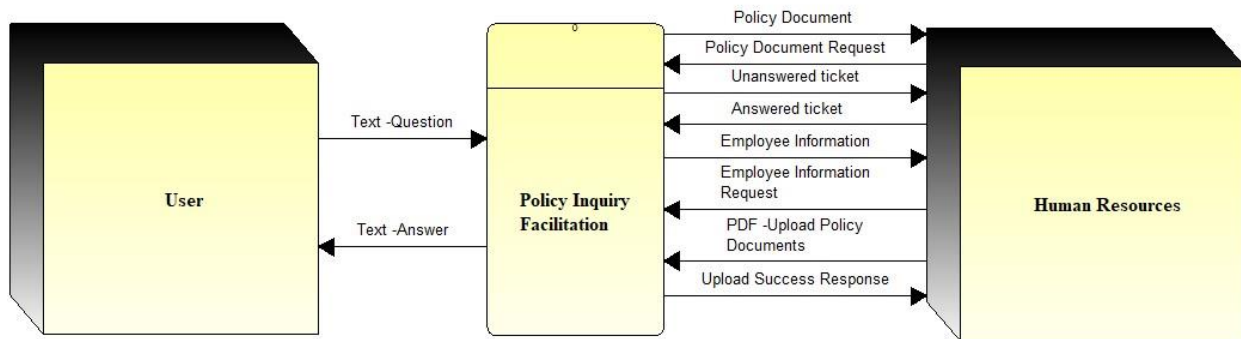 0
Policy Document
Policy Document Request
Unanswered ticket
Answered ticket
Text -Question
Employee Information
Employee Information
Request
User
Policy Inquiry
Facilitation
Human Resources
PDF -Upload Policy
Documents
Text -Answer
Upload Success Response